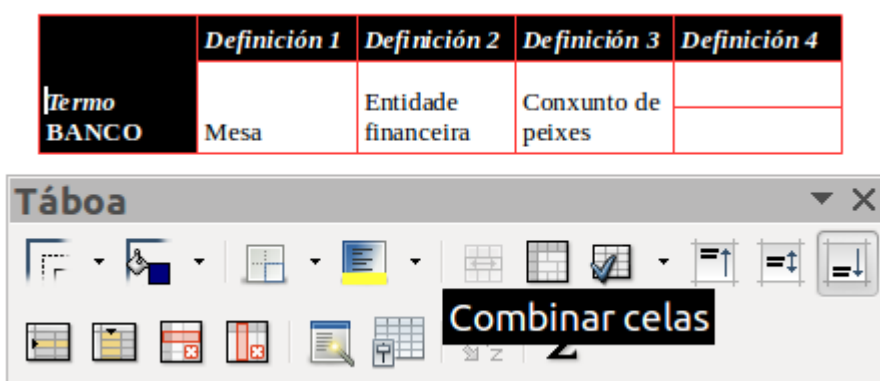 Definición 1 Definición 2 Definición 3 Definición 4
Termo
BANCO
Mesa
Entidade
financeira
Conxunto de
peixes
Táboa
Combinar celas